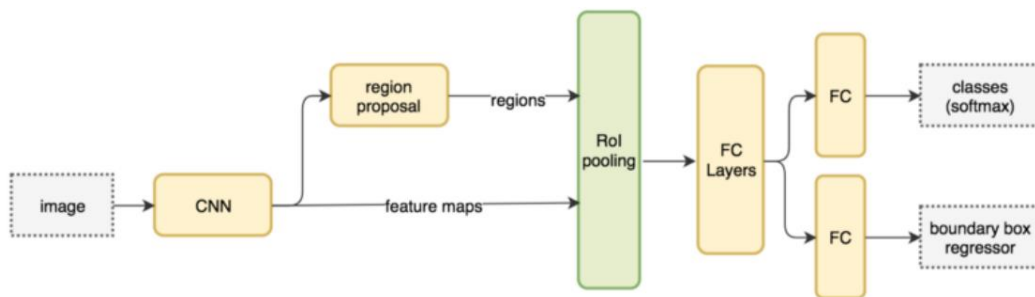 image
CNN
region
proposal
regions
feature maps
RoI
pooling
FC
Layers
FC
classes
(softmax)
FC
boundary box
regressor